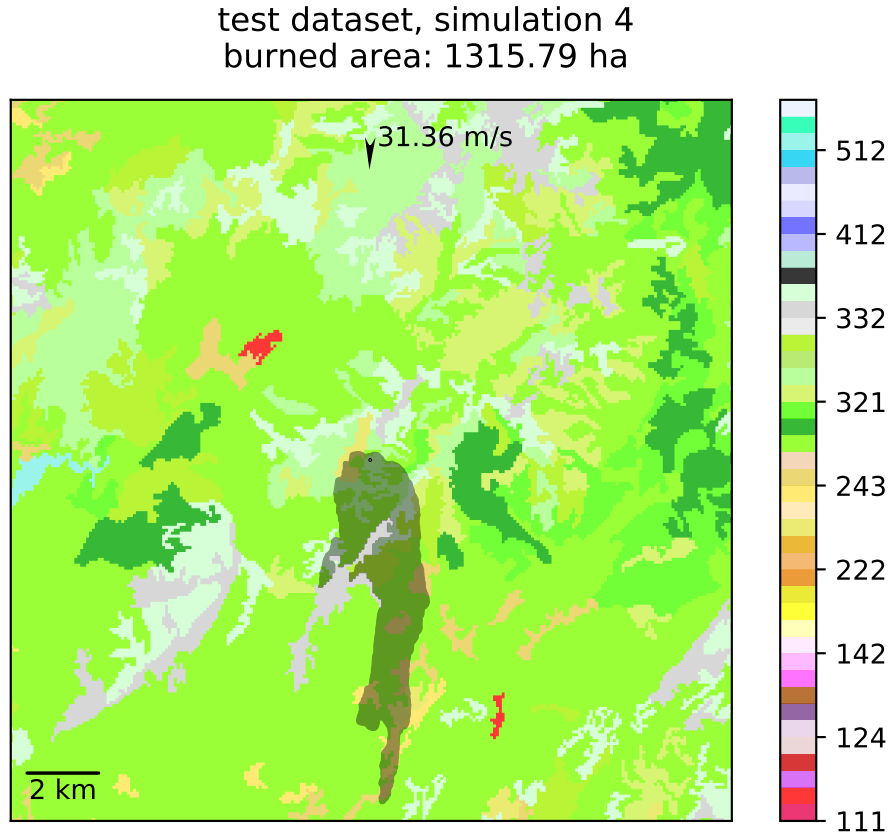 test dataset, simulation 4
burned area: 1315.79 ha
31.36 m/s
2 km
512
412
332
321
243
222
142
124
111